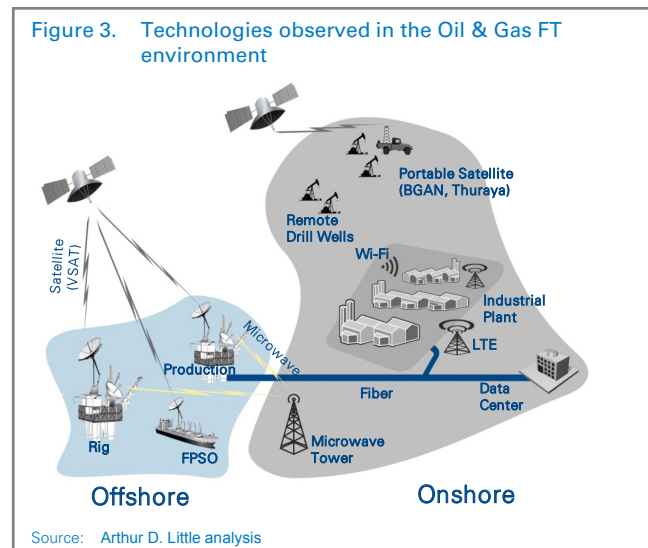 Figure 3. Technologies observed in the Oil & Gas FT
environment
Portable Satellite
(BGAN, Thuraya)
Remote
Drill Wells
Wi-Fi
Satellite
(VSAT)
Industrial
Plant
Microwave
LTE
Production
Fiber
Data
Center
Rig
FPSO
Microwave
Tower
Offshore
Onshore
Source: Arthur D. Little analysis